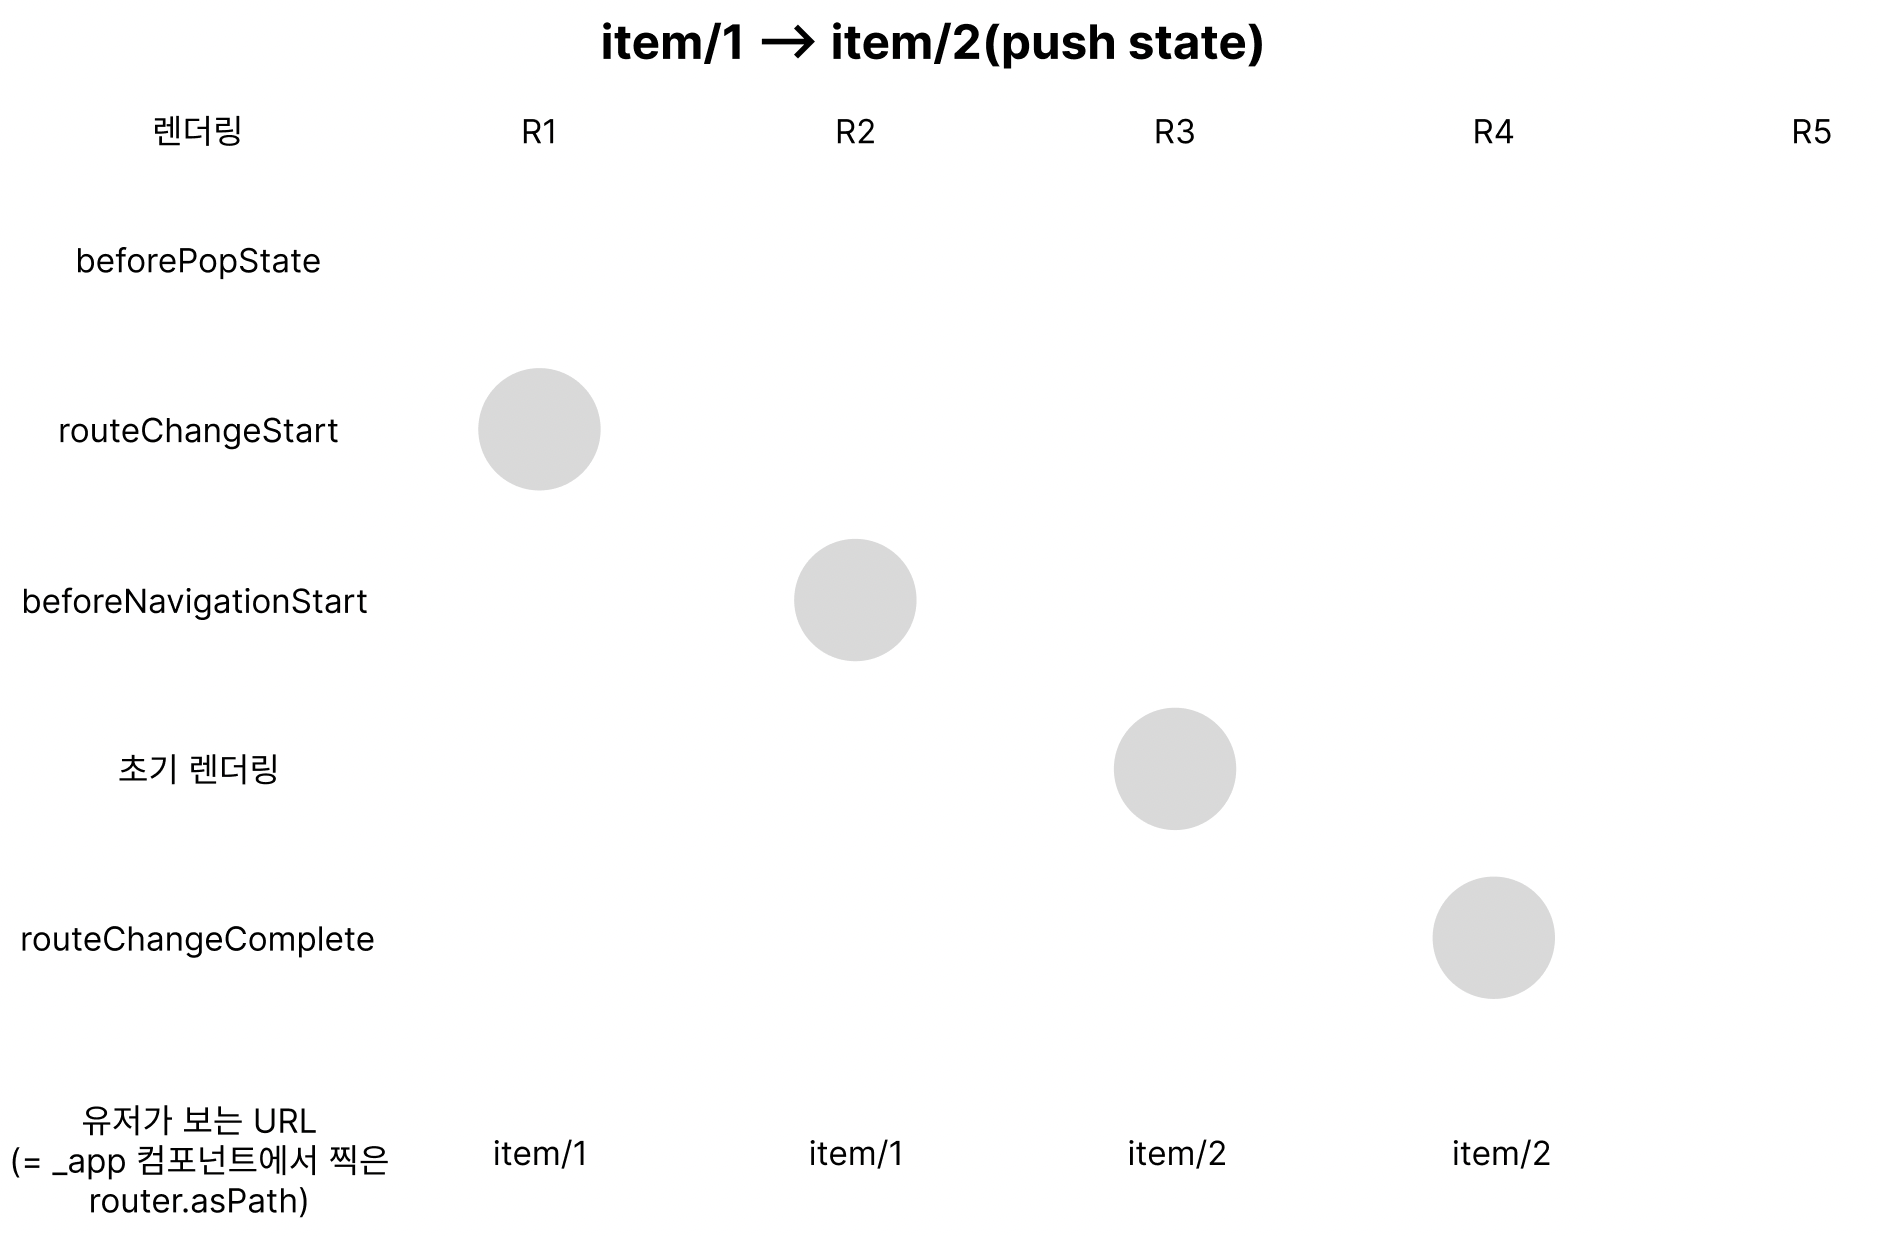 item/1 → item/2(push state)
렌더링 R1 R2 R3 R4 R5
beforePopState
routeChangeStart
beforeNavigationStart
초기 렌더링
routeChangeComplete
유저가 보는 URL
(= _app 컴포넌트에서 찍은
router.asPath)
item/1 item/1 item/2 item/2